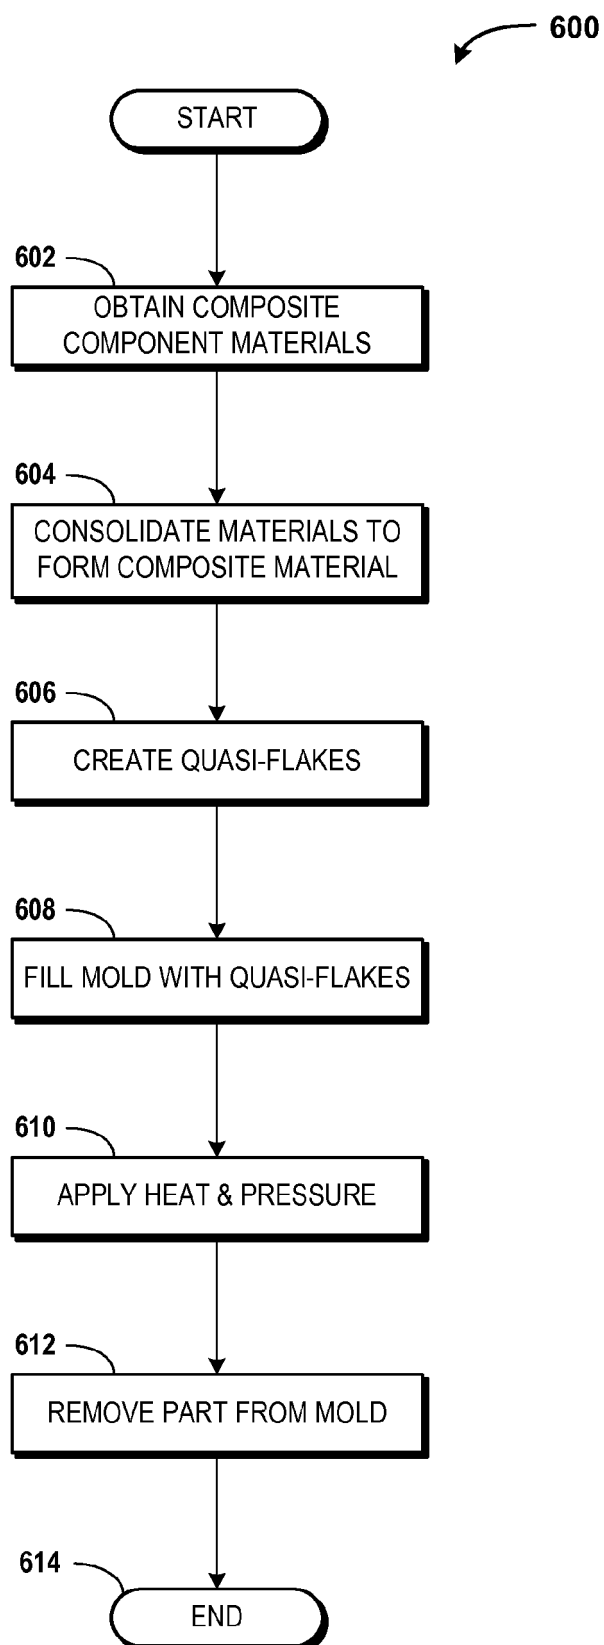 600
START
602
OBTAIN COMPOSITE
COMPONENT MATERIALS
604
CONSOLIDATE MATERIALS TO
FORM COMPOSITE MATERIAL
606
CREATE QUASI-FLAKES
608
FILL MOLD WITH QUASI-FLAKES
610
APPLY HEAT & PRESSURE
612
REMOVE PART FROM MOLD
614
END